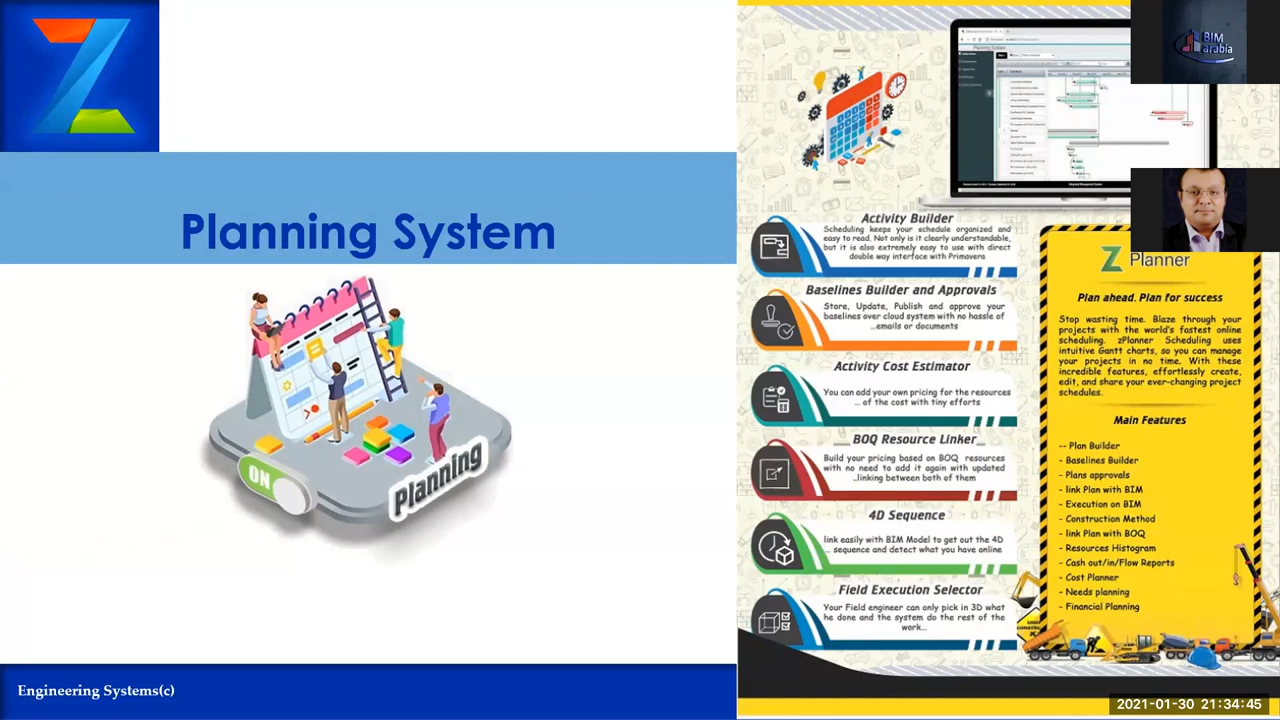 Planning System
Planning
Engineering Systems(c)
BIM
arabia
Planning System
Activity Builder
Scheduling keeps your schedule organized and
easy to read. Not only is it clearly understandable,
but it is also extremely easy to use with direct
double way interface with Primavera
Baselines Builder and Approvals
Store, Update, Publish and approve your
baselines over cloud system with no hassle of
...emails or documents
Activity Cost Estimator
You can add your own pricing for the resources
... of the cost with tiny efforts
BOQ Resource Linker
Build your pricing based on BOQ resources
with no need to add it again with updated
..linking between both of them
4D Sequence
link easily with BIM Model to get out the 4D
... sequence and detect what you have online
Field Execution Selector
Your Field engineer can only pick in 3D what
he done and the system do the rest of the
work...
Z Planner
Plan ahead. Plan for success
Stop wasting time. Blaze through your
projects with the world's fastest online
scheduling. zPlanner Scheduling uses
intuitive Gantt charts, so you can manage
your projects in no time. With these
incredible features, effortlessly create,
edit, and share your ever-changing project
schedules.
Main Features
-- Plan Builder
- Baselines Builder
- Plans approvals
- link Plan with BIM
- Execution on BIM
- Construction Method
- link Plan with BOQ
- Resources Histogram
- Cash out/in/Flow Reports
- Cost Planner
- Needs planning
- Financial Planning
2021-01-30 21:34:45